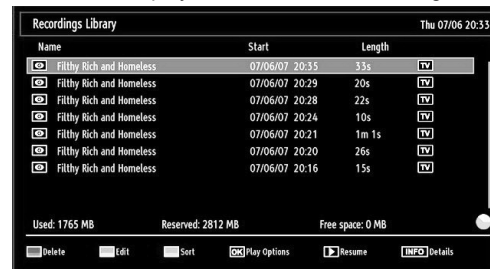 Recordings Library Thu 07/06 20:33
Name Start Length
Filthy Rich and Homeless 07/06/07 20:35 33s TV
Filthy Rich and Homeless 07/06/07 20:29 20s TV
Filthy Rich and Homeless 07/06/07 20:28 22s TV
Filthy Rich and Homeless 07/06/07 20:24 10s TV
Filthy Rich and Homeless 07/06/07 20:21 1m 1s TV
Filthy Rich and Homeless 07/06/07 20:20 26s TV
Filthy Rich and Homeless 07/06/07 20:16 15s TV
Used: 1765 MB Reserved: 2812 MB Free space: 0 MB
Delete Edit Sort OK Play Options Resume INFO Details